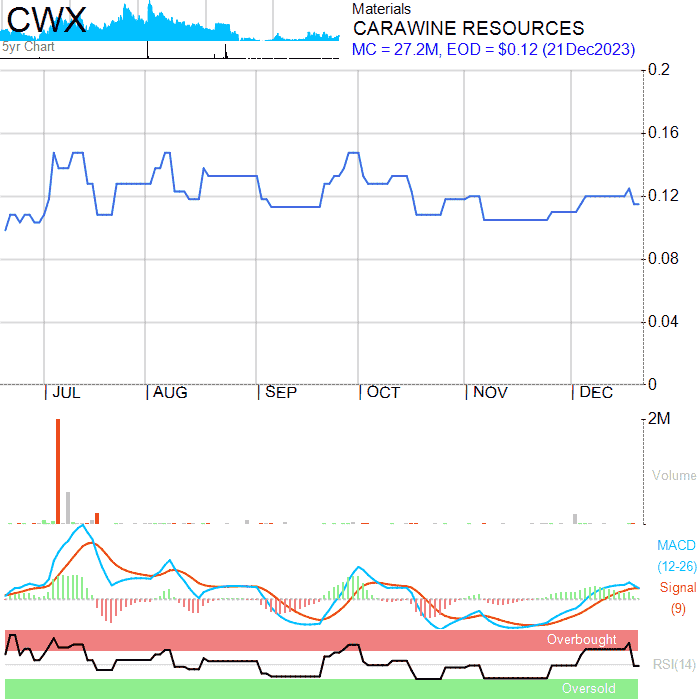 CWX
5yr Chart
Materials
CARAWINE RESOURCES
MC = 27.2M, EOD = $0.12 (21Dec2023)
0.2
0.16
0.12
0.08
0.04
0
JUL
AUG
SEP
OCT
NOV
DEC
2M
Volume
MACD
(12-26)
Signal
(9)
Overbought
RSI(14)
Oversold